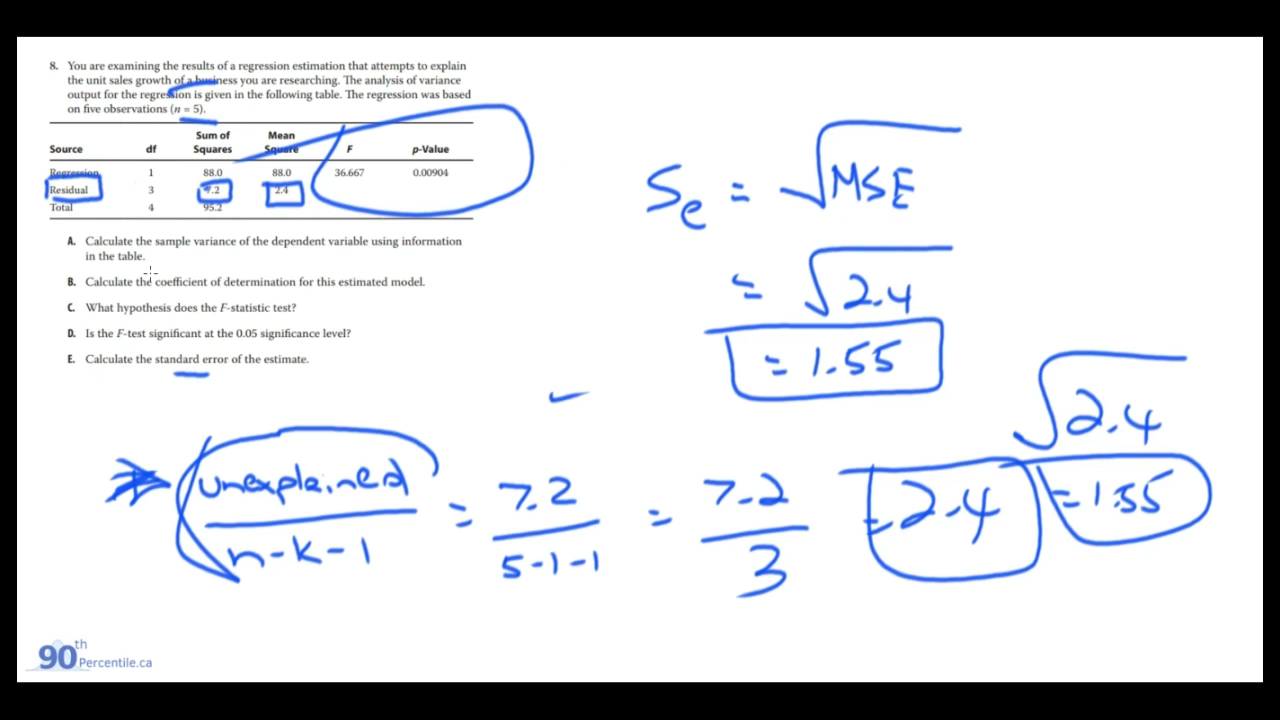 8. You are examining the results of a regression estimation that attempts to explain
the unit sales growth of a business you are researching. The analysis of variance
output for the regression is given in the following table. The regression was based
on five observations (n = 5).
Sum of Mean
Source df Squares Square F p-Value
Regression 1 88.0 88.0 36.667 0.00904
Residual 3 7.2 2.4
Total 4 95.2
A. Calculate the sample variance of the dependent variable using information
in the table.
B. Calculate the coefficient of determination for this estimated model.
C. What hypothesis does the F-statistic test?
D. Is the F-test significant at the 0.05 significance level?
E. Calculate the standard error of the estimate.
Se = √MSE
= √2.4
= 1.55
√2.4
unexplained = 7.2 = 7.2 = 2.4 = 1.55
n-k-1 5-1-1 3
90th
Percentile.ca